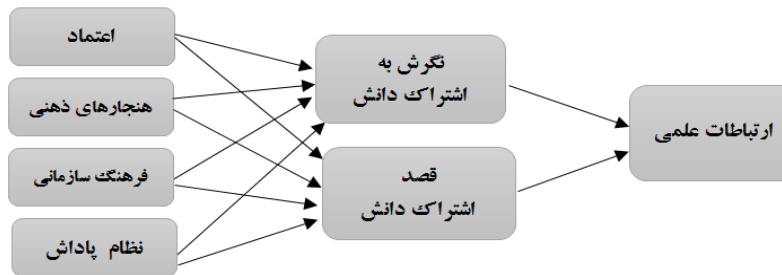 اعتماد
هنجارهای ذهنی
فرهنگ سازمانی
نظام پاداش
نگرش به
اشتراک دانش
قصد
اشتراک دانش
ارتباطات علمی